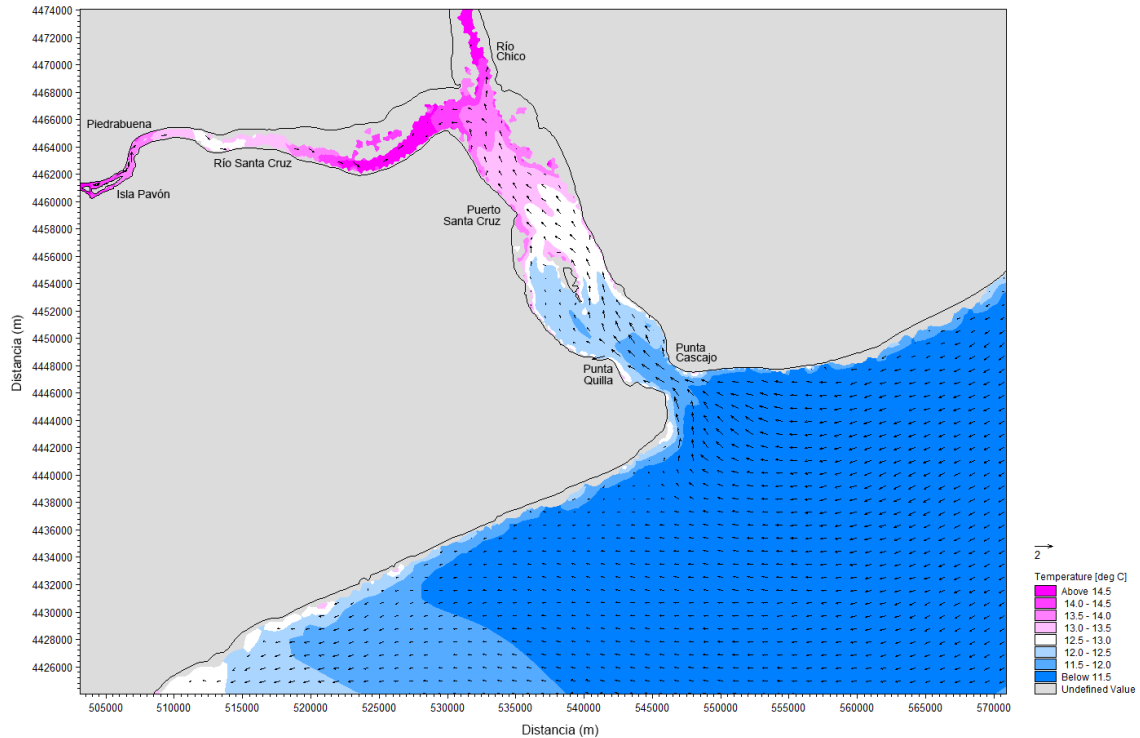 4474000
4472000
4470000
4468000
4466000
4464000
4462000
4460000
4458000
4456000
4454000
4452000
4450000
4448000
4446000
4444000
4442000
4440000
4438000
4436000
4434000
4432000
4430000
4428000
4426000
Distancia (m)
Río
Chico
Piedrabuena
Río Santa Cruz
Isla Pavón
Puerto
Santa Cruz
Punta
Cascajo
Punta
Quilla
505000 510000 515000 520000 525000 530000 535000 540000 545000 550000 555000 560000 565000 570000
Distancia (m)
2
Temperature [deg C]
Above 14.5
14.0 - 14.5
13.5 - 14.0
13.0 - 13.5
12.5 - 13.0
12.0 - 12.5
11.5 - 12.0
Below 11.5
Undefined Value